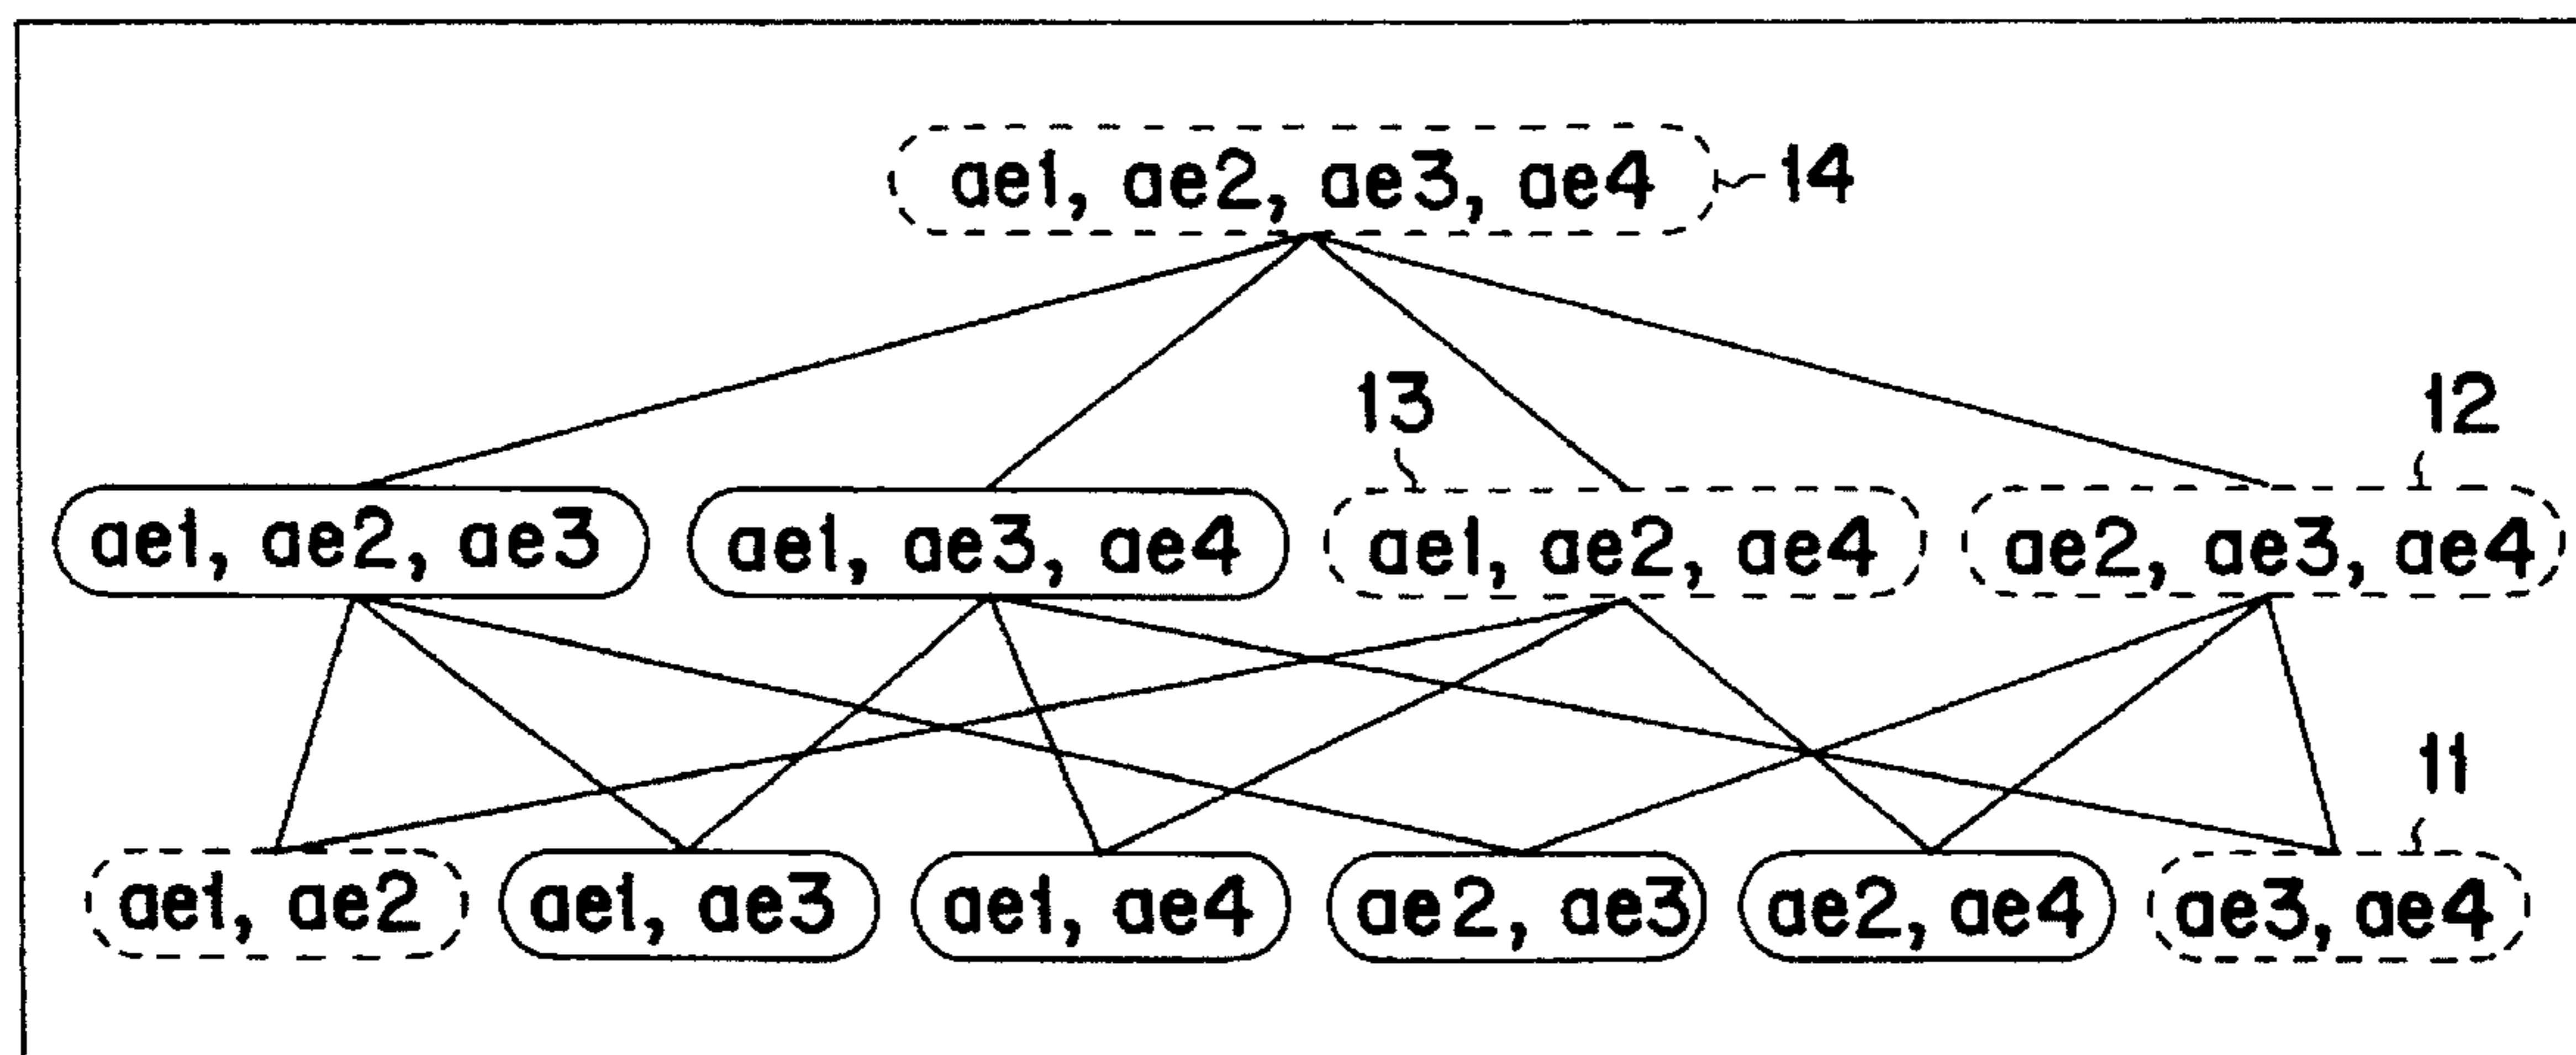 ae1, ae2, ae3, ae4
14
13
12
ae1, ae2, ae3
ae1, ae3, ae4
ae1, ae2, ae4
ae2, ae3, ae4
11
ae1, ae2
ae1, ae3
ae1, ae4
ae2, ae3
ae2, ae4
ae3, ae4